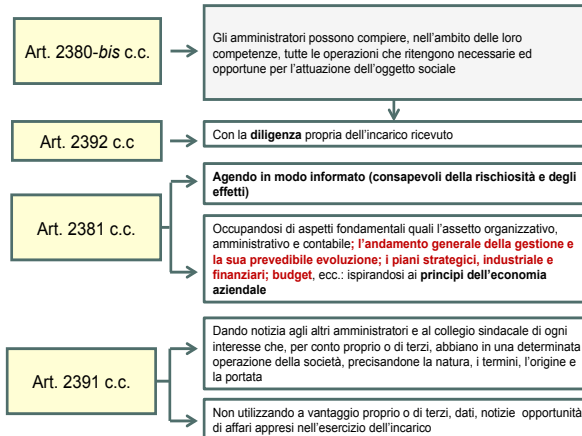 Art. 2380-bis c.c.
Gli amministratori possono compiere, nell'ambito delle loro
competenze, tutte le operazioni che ritengono necessarie ed
opportune per l'attuazione dell'oggetto sociale
Art. 2392 c.c
Con la diligenza propria dell'incarico ricevuto
Art. 2381 c.c.
Agendo in modo informato (consapevoli della rischiosità e degli
effetti)
Occupandosi di aspetti fondamentali quali l'assetto organizzativo,
amministrativo e contabile; l'andamento generale della gestione e
la sua prevedibile evoluzione; i piani strategici, industriale e
finanziari; budget, ecc.: ispirandosi ai principi dell'economia
aziendale
Art. 2391 c.c.
Dando notizia agli altri amministratori e al collegio sindacale di ogni
interesse che, per conto proprio o di terzi, abbiano in una determinata
operazione della società, precisandone la natura, i termini, l'origine e
la portata
Non utilizzando a vantaggio proprio o di terzi, dati, notizie opportunità
di affari appresi nell'esercizio dell'incarico